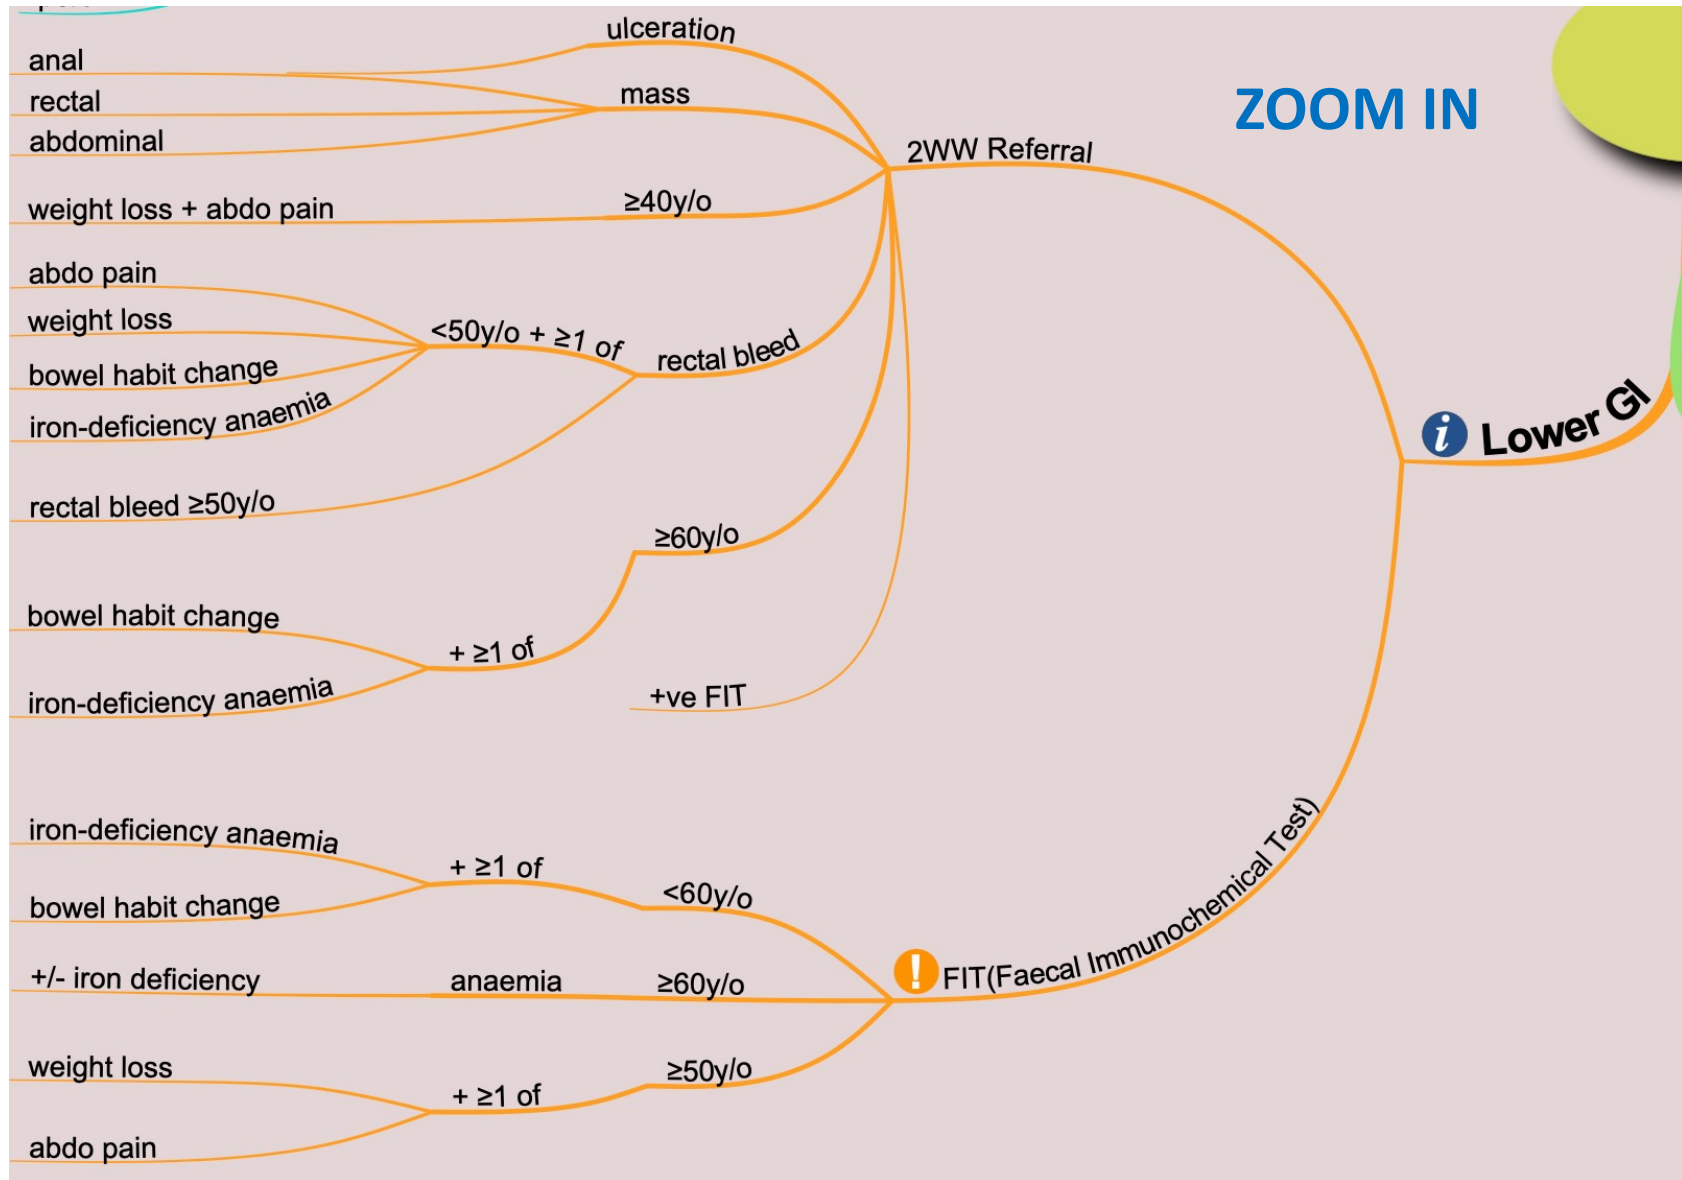 ulceration
anal
mass
rectal
abdominal
ZOOM IN
2WW Referral
weight loss + abdo pain
≥40y/o
abdo pain
weight loss
<50y/o + ≥1 of
rectal bleed
bowel habit change
iron-deficiency anaemia
Lower GI
rectal bleed ≥50y/o
≥60y/o
bowel habit change
+ ≥1 of
iron-deficiency anaemia
+ve FIT
iron-deficiency anaemia
+ ≥1 of
<60y/o
bowel habit change
FIT(Faecal Immunochemical Test)
+/- iron deficiency
anaemia
≥60y/o
weight loss
≥50y/o
+ ≥1 of
abdo pain